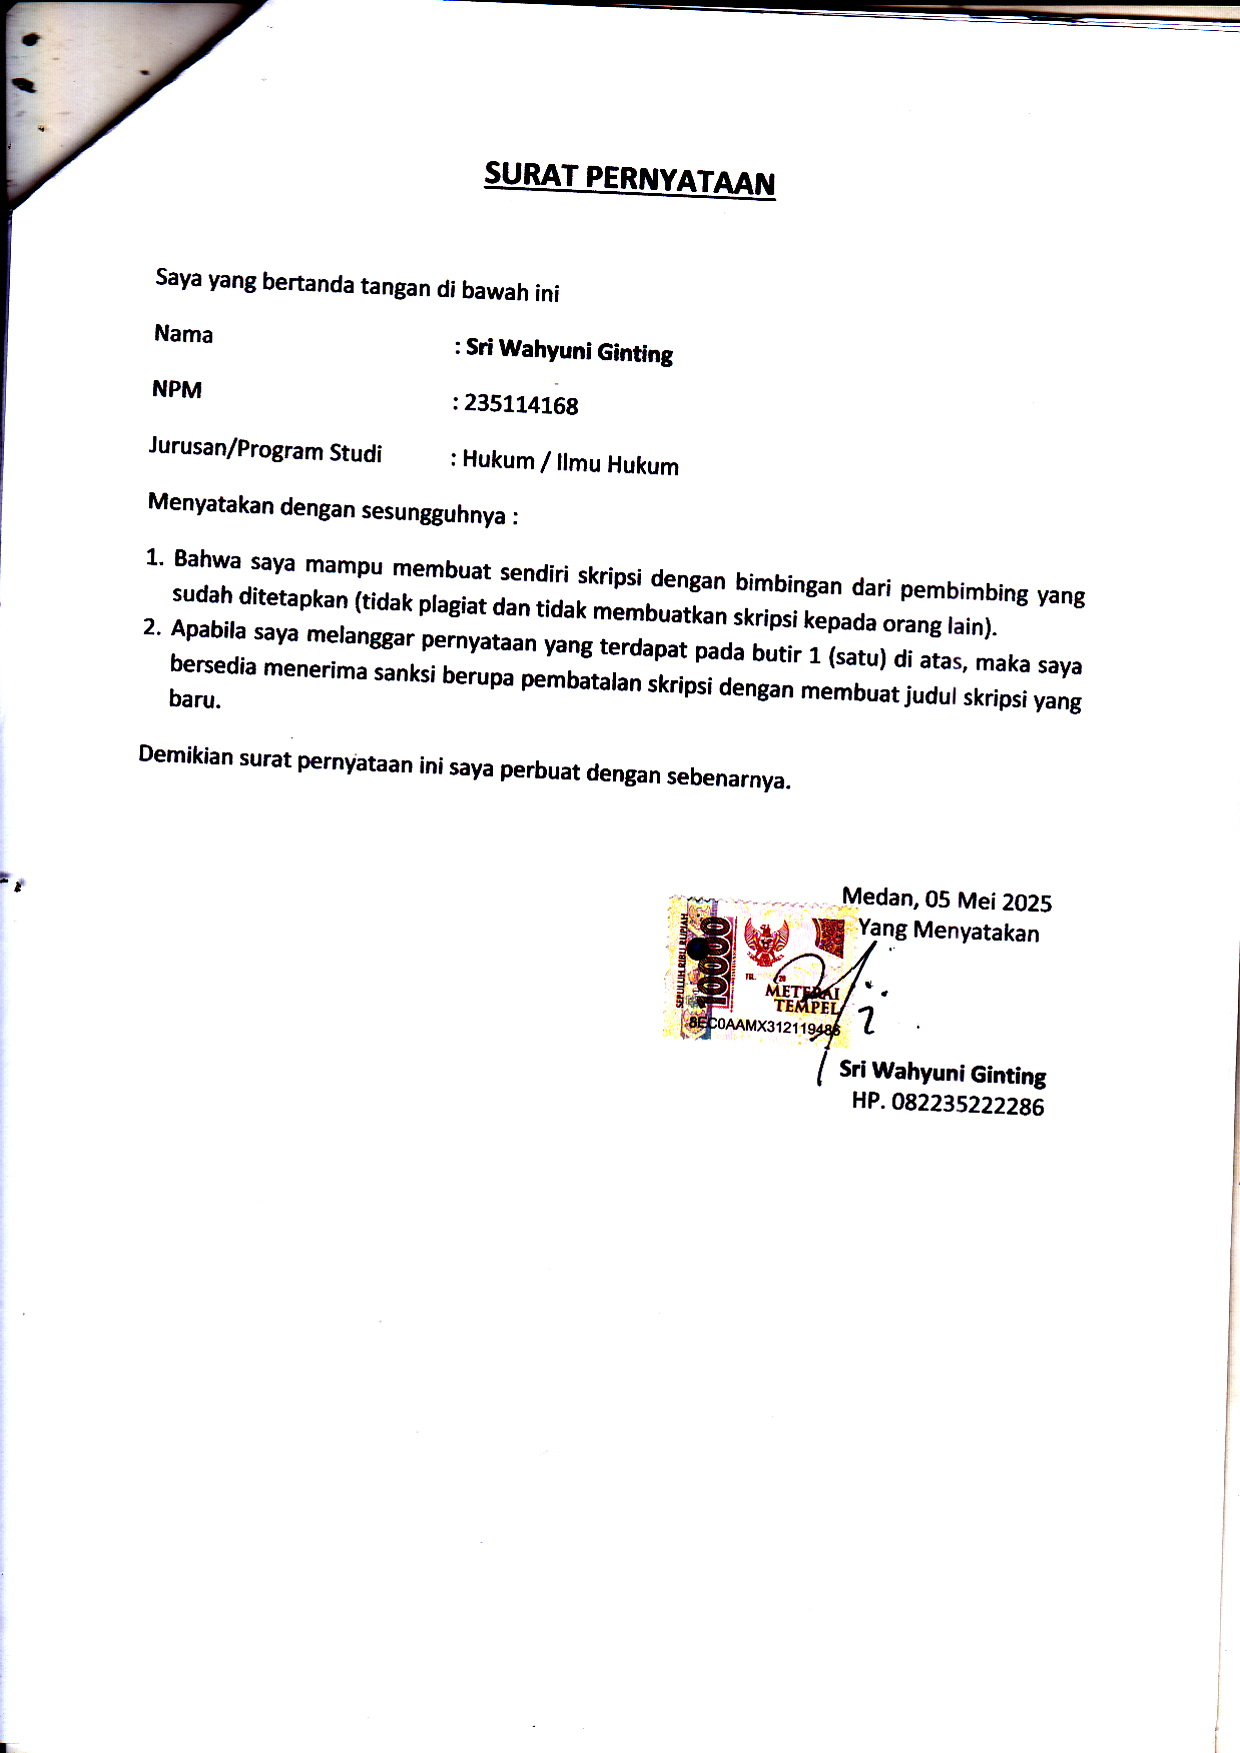 SURAT PERNYATAAN
Saya yang bertanda tangan di bawah ini
Nama : Sri Wahyuni Ginting
NPM : 235114168
Jurusan/Program Studi : Hukum / Ilmu Hukum
Menyatakan dengan sesungguhnya :
1. Bahwa saya mampu membuat sendiri skripsi dengan bimbingan dari pembimbing yang
sudah ditetapkan (tidak plagiat dan tidak membuatkan skripsi kepada orang lain).
2. Apabila saya melanggar pernyataan yang terdapat pada butir 1 (satu) di atas, maka saya
bersedia menerima sanksi berupa pembatalan skripsi dengan membuat judul skripsi yang
baru.
Demikian surat pernyataan ini saya perbuat dengan sebenarnya.
Medan, 05 Mei 2025
Yang Menyatakan
SEPULUH RIBU RUPIAH
10000
TGL. 20
METERAI
TEMPEL
8EC0AAMX312119486
Sri Wahyuni Ginting
HP. 082235222286